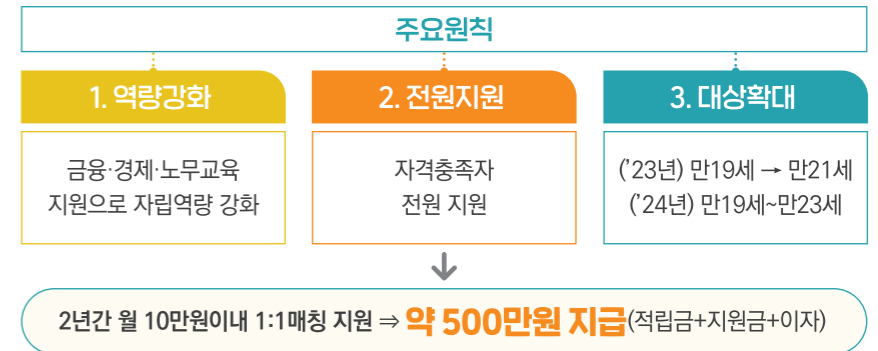 주요원칙
1. 역량강화
금융·경제·노무교육
지원으로 자립역량 강화
2. 전원지원
자격충족자
전원 지원
3. 대상확대
(’23년) 만19세 → 만21세
(’24년) 만19세~만23세
2년간 월 10만원이내 1:1매칭 지원 ⇒ 약 500만원 지급(적립금+지원금+이자)